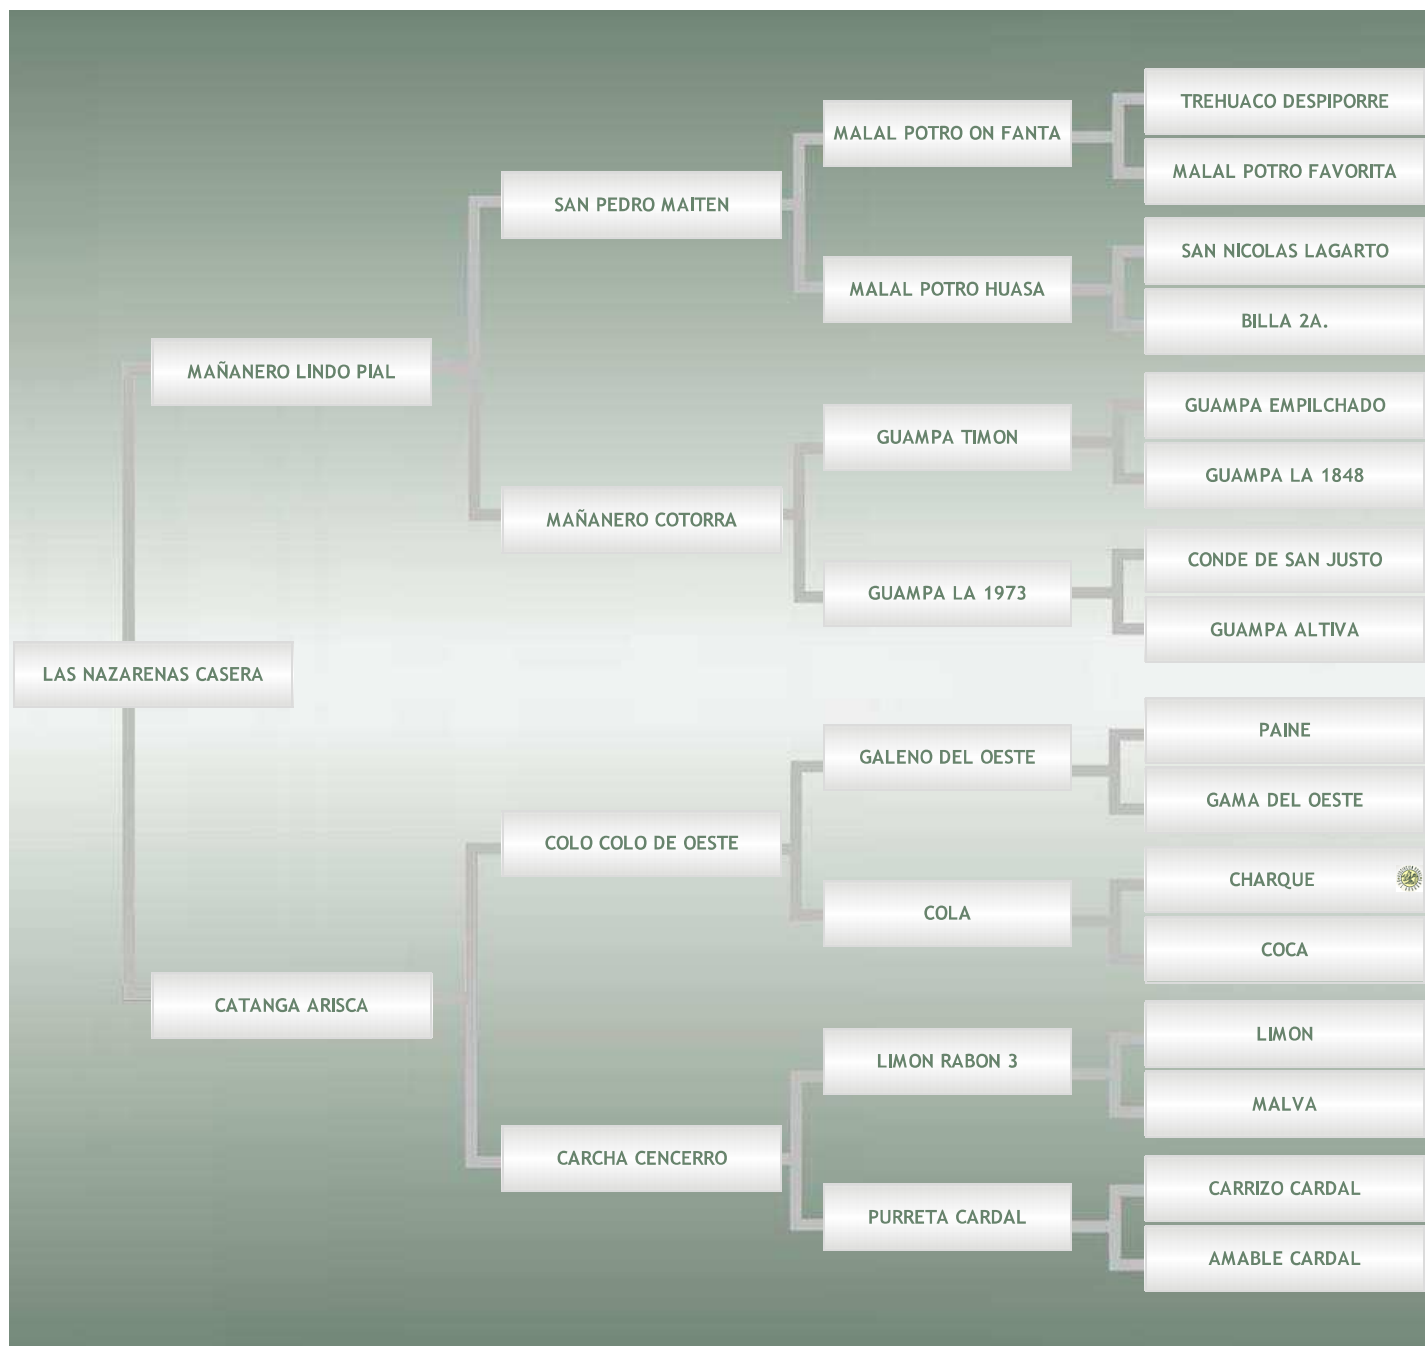 TREHUACO DESPIPORRE
MALAL POTRO ON FANTA
MALAL POTRO FAVORITA
SAN PEDRO MAITEN
SAN NICOLAS LAGARTO
MALAL POTRO HUASA
BILLA 2A.
MAÑANERO LINDO PIAL
GUAMPA EMPILCHADO
GUAMPA TIMON
GUAMPA LA 1848
MAÑANERO COTORRA
CONDE DE SAN JUSTO
GUAMPA LA 1973
GUAMPA ALTIVA
LAS NAZARENAS CASERA
PAINE
GALENO DEL OESTE
GAMA DEL OESTE
COLO COLO DE OESTE
CHARQUE
COLA
COCA
CATANGA ARISCA
LIMON
LIMON RABON 3
MALVA
CARCHA CENCERRO
CARRIZO CARDAL
PURRETA CARDAL
AMABLE CARDAL